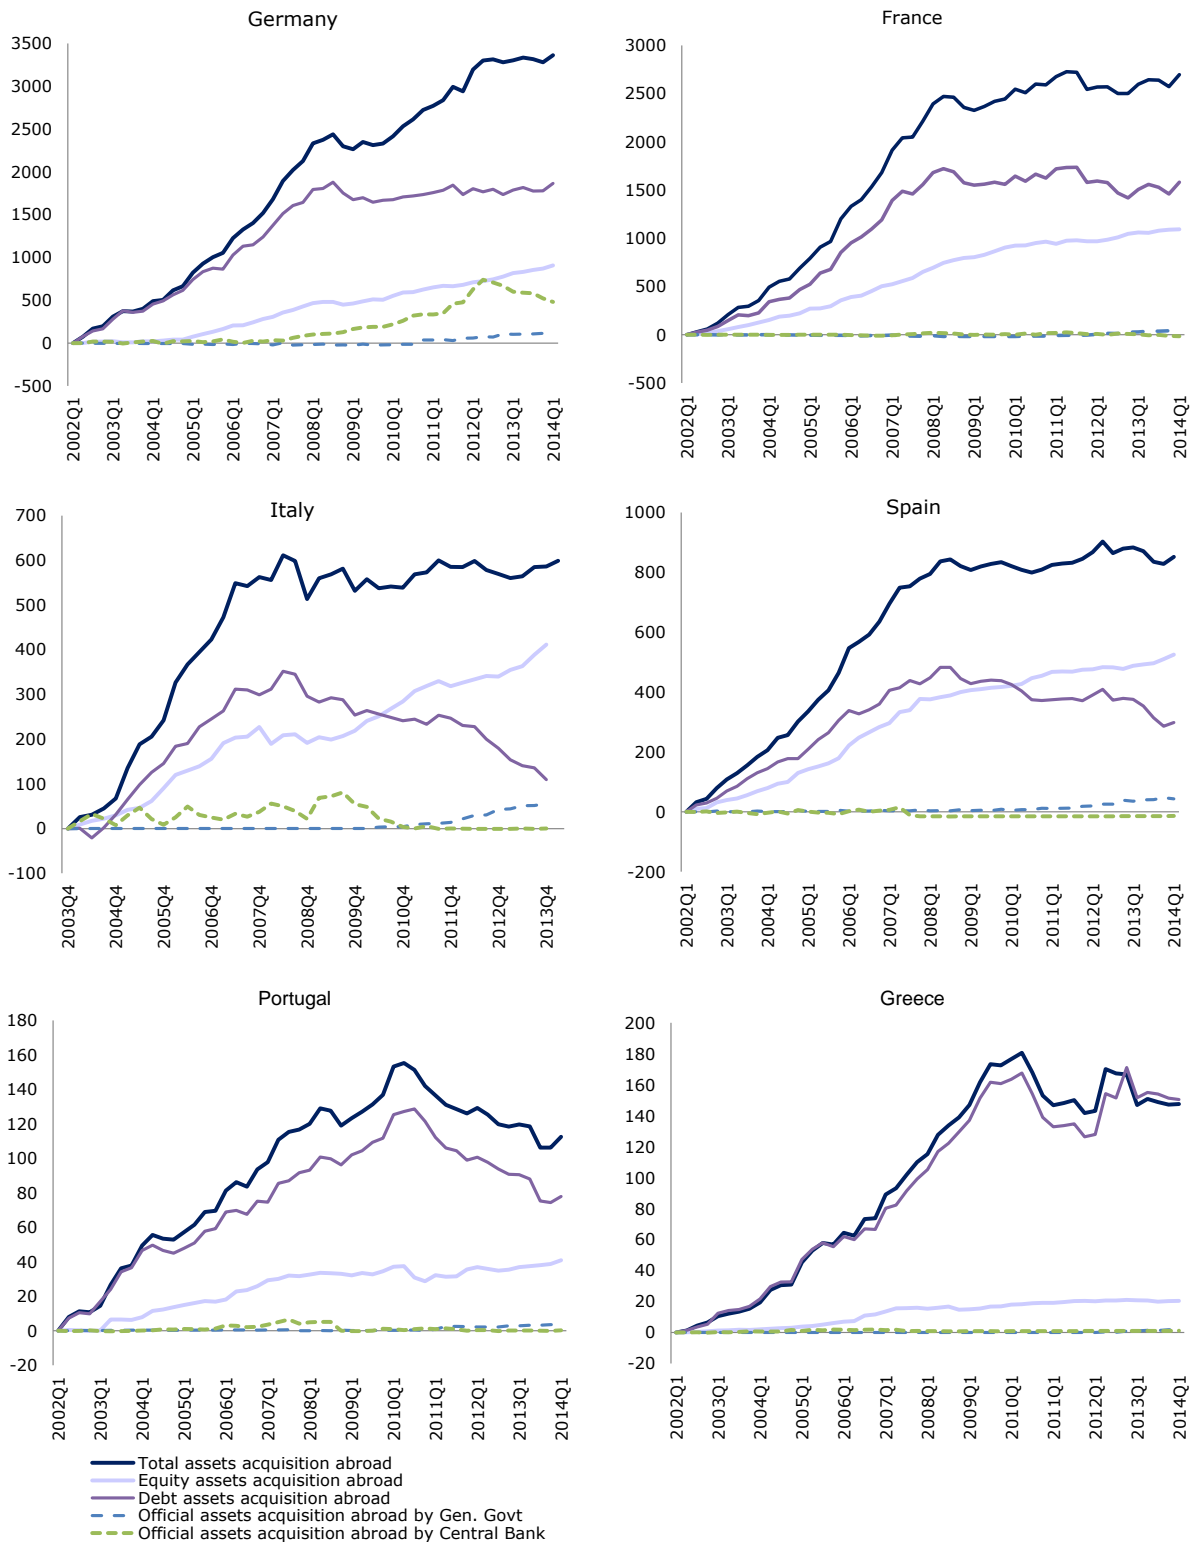 Germany
3500
3000
2500
2000
1500
1000
500
0
-500
2002Q1
2003Q1
2004Q1
2005Q1
2006Q1
2007Q1
2008Q1
2009Q1
2010Q1
2011Q1
2012Q1
2013Q1
2014Q1
France
3000
2500
2000
1500
1000
500
0
-500
2002Q1
2003Q1
2004Q1
2005Q1
2006Q1
2007Q1
2008Q1
2009Q1
2010Q1
2011Q1
2012Q1
2013Q1
2014Q1
Italy
700
600
500
400
300
200
100
0
-100
2003Q4
2004Q4
2005Q4
2006Q4
2007Q4
2008Q4
2009Q4
2010Q4
2011Q4
2012Q4
2013Q4
Spain
1000
800
600
400
200
0
-200
2002Q1
2003Q1
2004Q1
2005Q1
2006Q1
2007Q1
2008Q1
2009Q1
2010Q1
2011Q1
2012Q1
2013Q1
2014Q1
Portugal
180
160
140
120
100
80
60
40
20
0
-20
2002Q1
2003Q1
2004Q1
2005Q1
2006Q1
2007Q1
2008Q1
2009Q1
2010Q1
2011Q1
2012Q1
2013Q1
2014Q1
Greece
200
180
160
140
120
100
80
60
40
20
0
-20
2002Q1
2003Q1
2004Q1
2005Q1
2006Q1
2007Q1
2008Q1
2009Q1
2010Q1
2011Q1
2012Q1
2013Q1
2014Q1
Total assets acquisition abroad
Equity assets acquisition abroad
Debt assets acquisition abroad
Official assets acquisition abroad by Gen. Govt
Official assets acquisition abroad by Central Bank